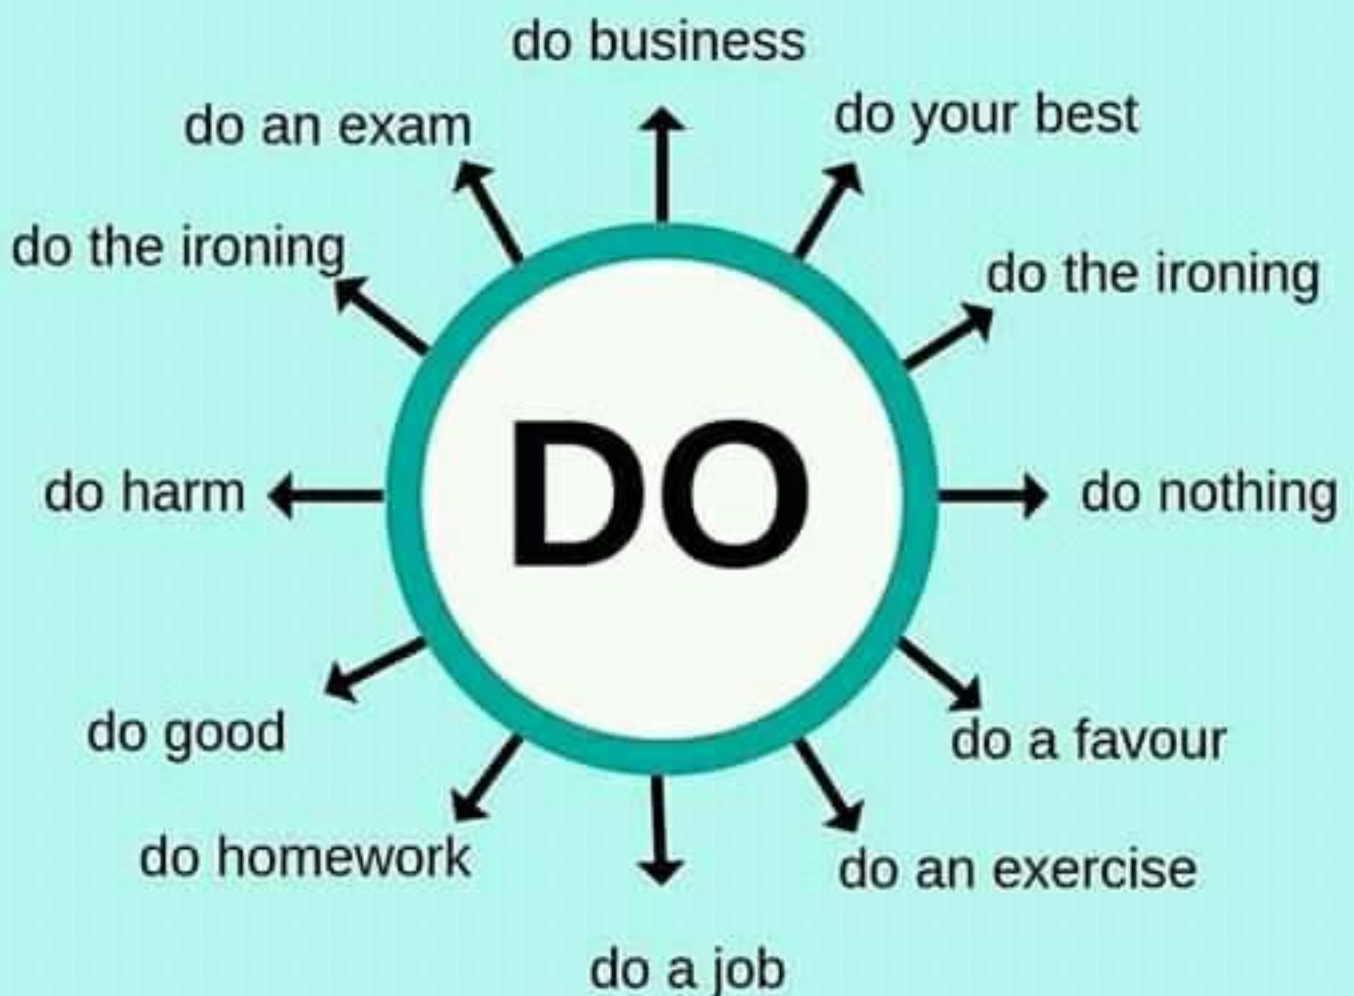 do business
do your best
do an exam
do the ironing
do the ironing
DO
do harm
do nothing
do good
do a favour
do homework
do an exercise
do a job